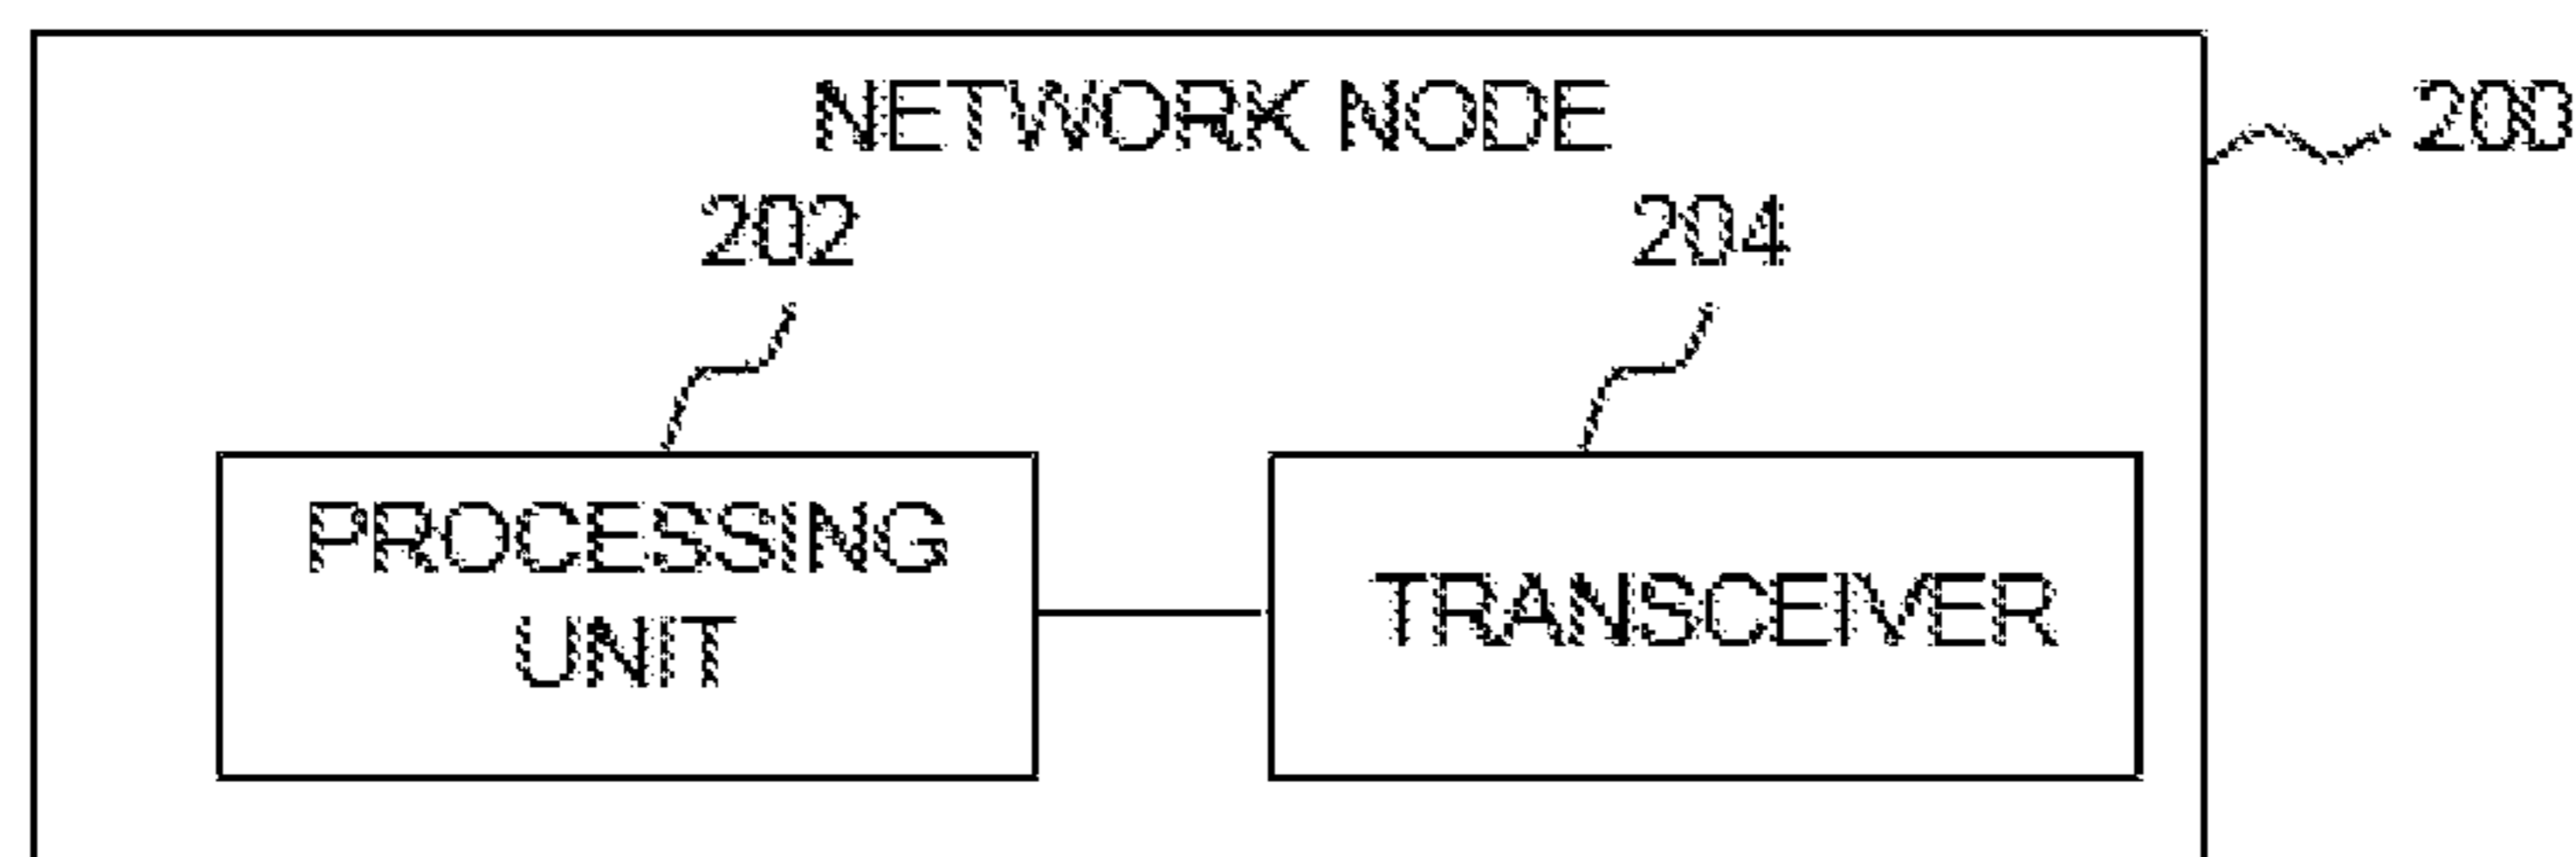 NETWORK NODE
200
202
204
PROCESSING
UNIT
TRANSCEIVER